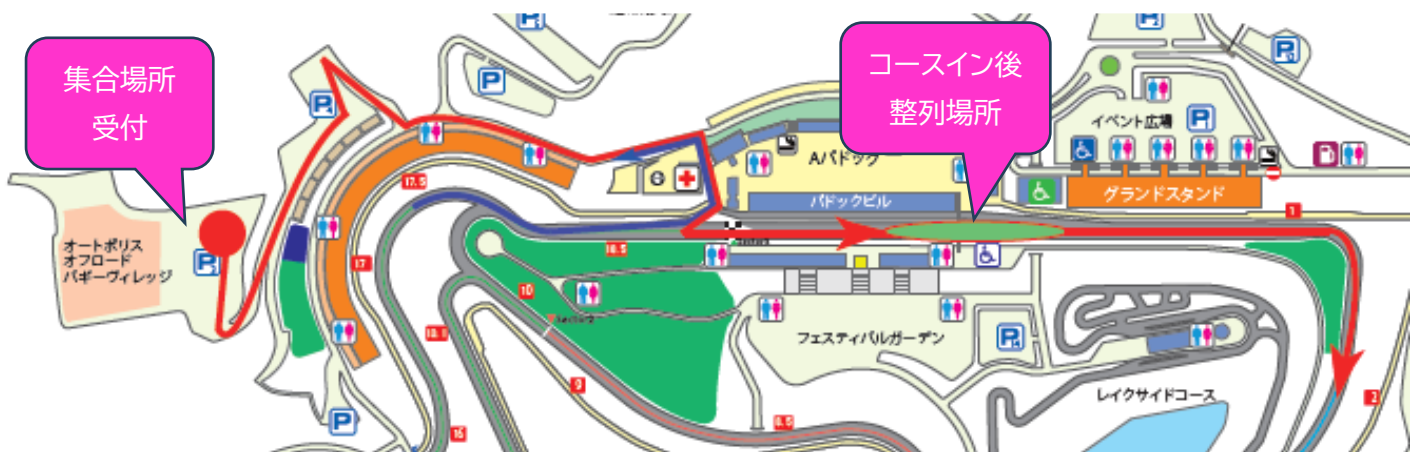 集合場所
受付
コースイン後
整列場所
P
P
P
P
イベント広場
P
Aパドック
パドックビル
グランドスタンド
オートポリス
オフロード
バギーヴィレッジ
P
17.5
17
18.5
10
1
フェスティバルガーデン
P
レイクサイドコース
9
8.5
2
16
P